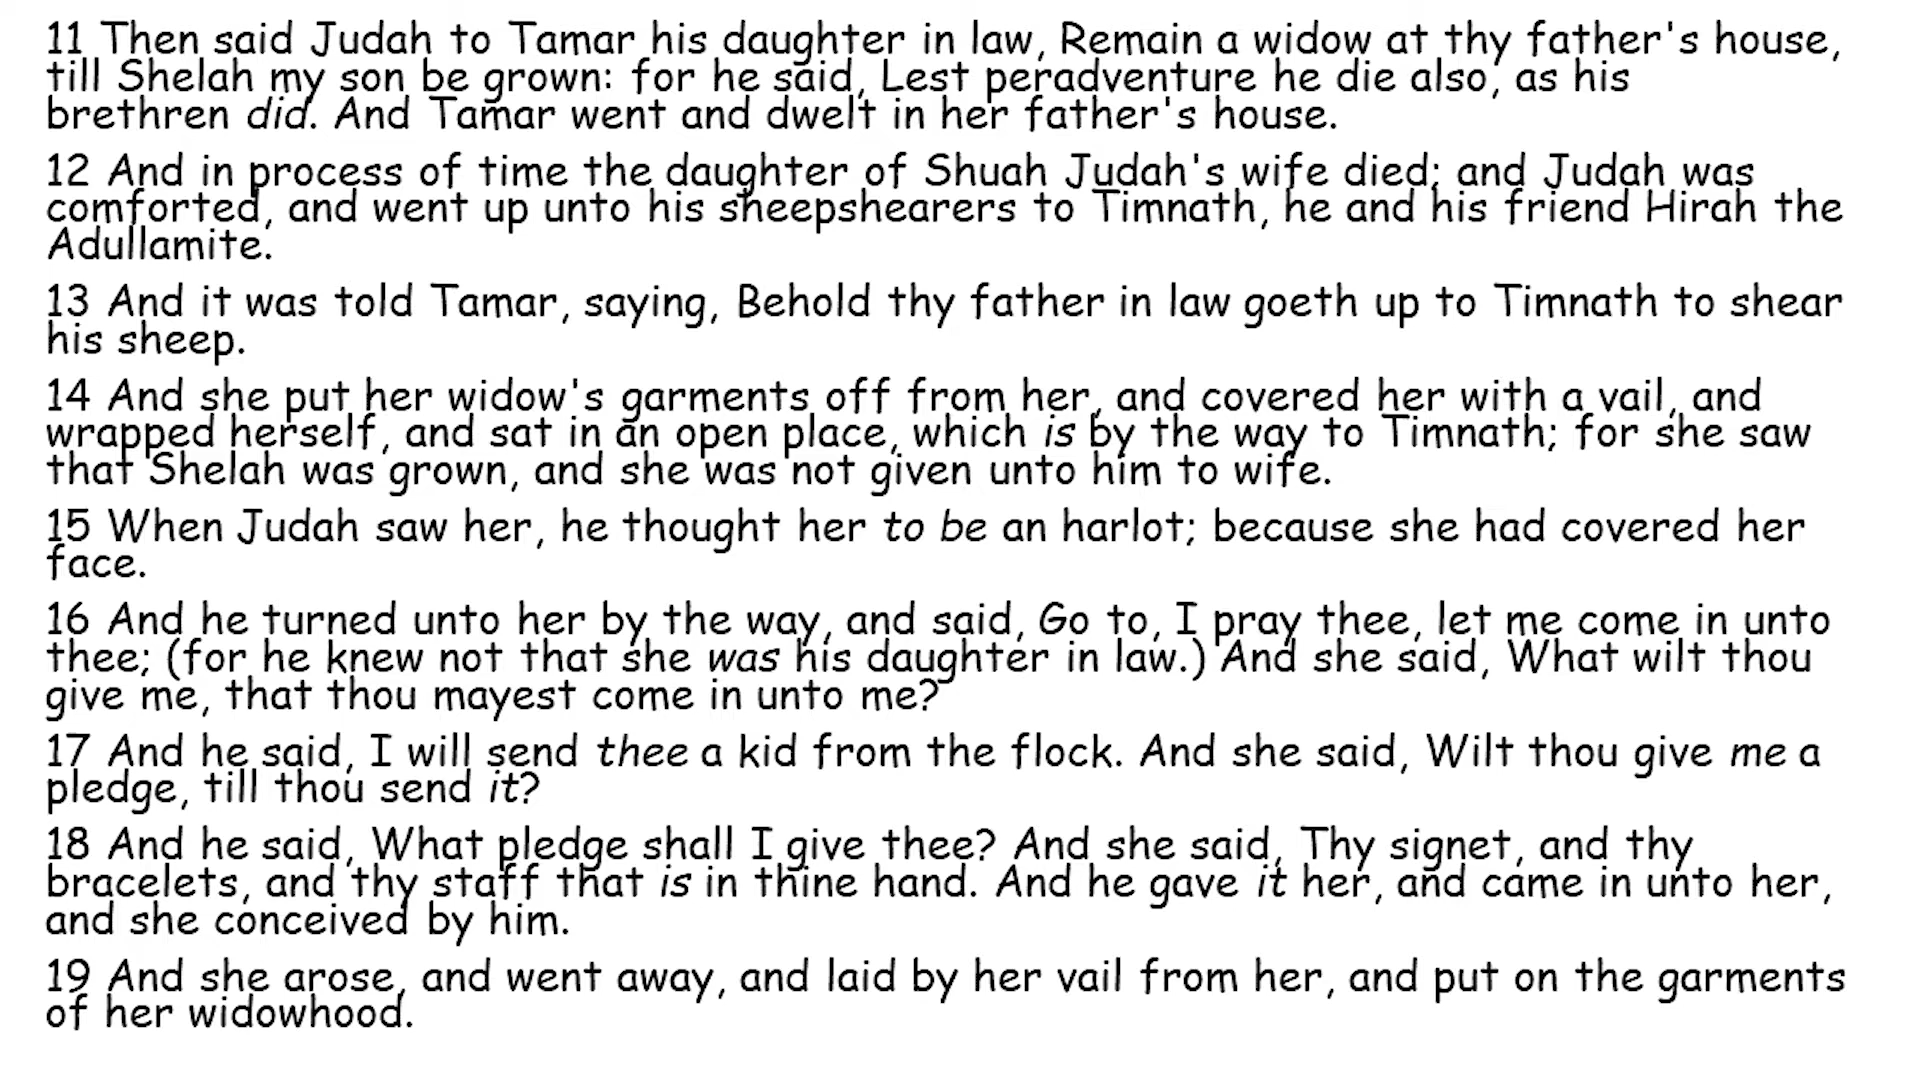 11 Then said Judah to Tamar his daughter in law, Remain a widow at thy father's house,
till Shelah my son be grown: for he said, Lest peradventure he die also, as his
brethren did. And Tamar went and dwelt in her father's house.
12 And in process of time the daughter of Shuah Judah's wife died; and Judah was
comforted, and went up unto his sheepshearers to Timnath, he and his friend Hirah the
Adullamite.
13 And it was told Tamar, saying, Behold thy father in law goeth up to Timnath to shear
his sheep.
14 And she put her widow's garments off from her, and covered her with a vail, and
wrapped herself, and sat in an open place, which is by the way to Timnath; for she saw
that Shelah was grown, and she was not given unto him to wife.
15 When Judah saw her, he thought her to be an harlot; because she had covered her
face.
16 And he turned unto her by the way, and said, Go to, I pray thee, let me come in unto
thee; (for he knew not that she was his daughter in law.) And she said, What wilt thou
give me, that thou mayest come in unto me?
17 And he said, I will send thee a kid from the flock. And she said, Wilt thou give me a
pledge, till thou send it?
18 And he said, What pledge shall I give thee? And she said, Thy signet, and thy
bracelets, and thy staff that is in thine hand. And he gave it her, and came in unto her,
and she conceived by him.
19 And she arose, and went away, and laid by her vail from her, and put on the garments
of her widowhood.